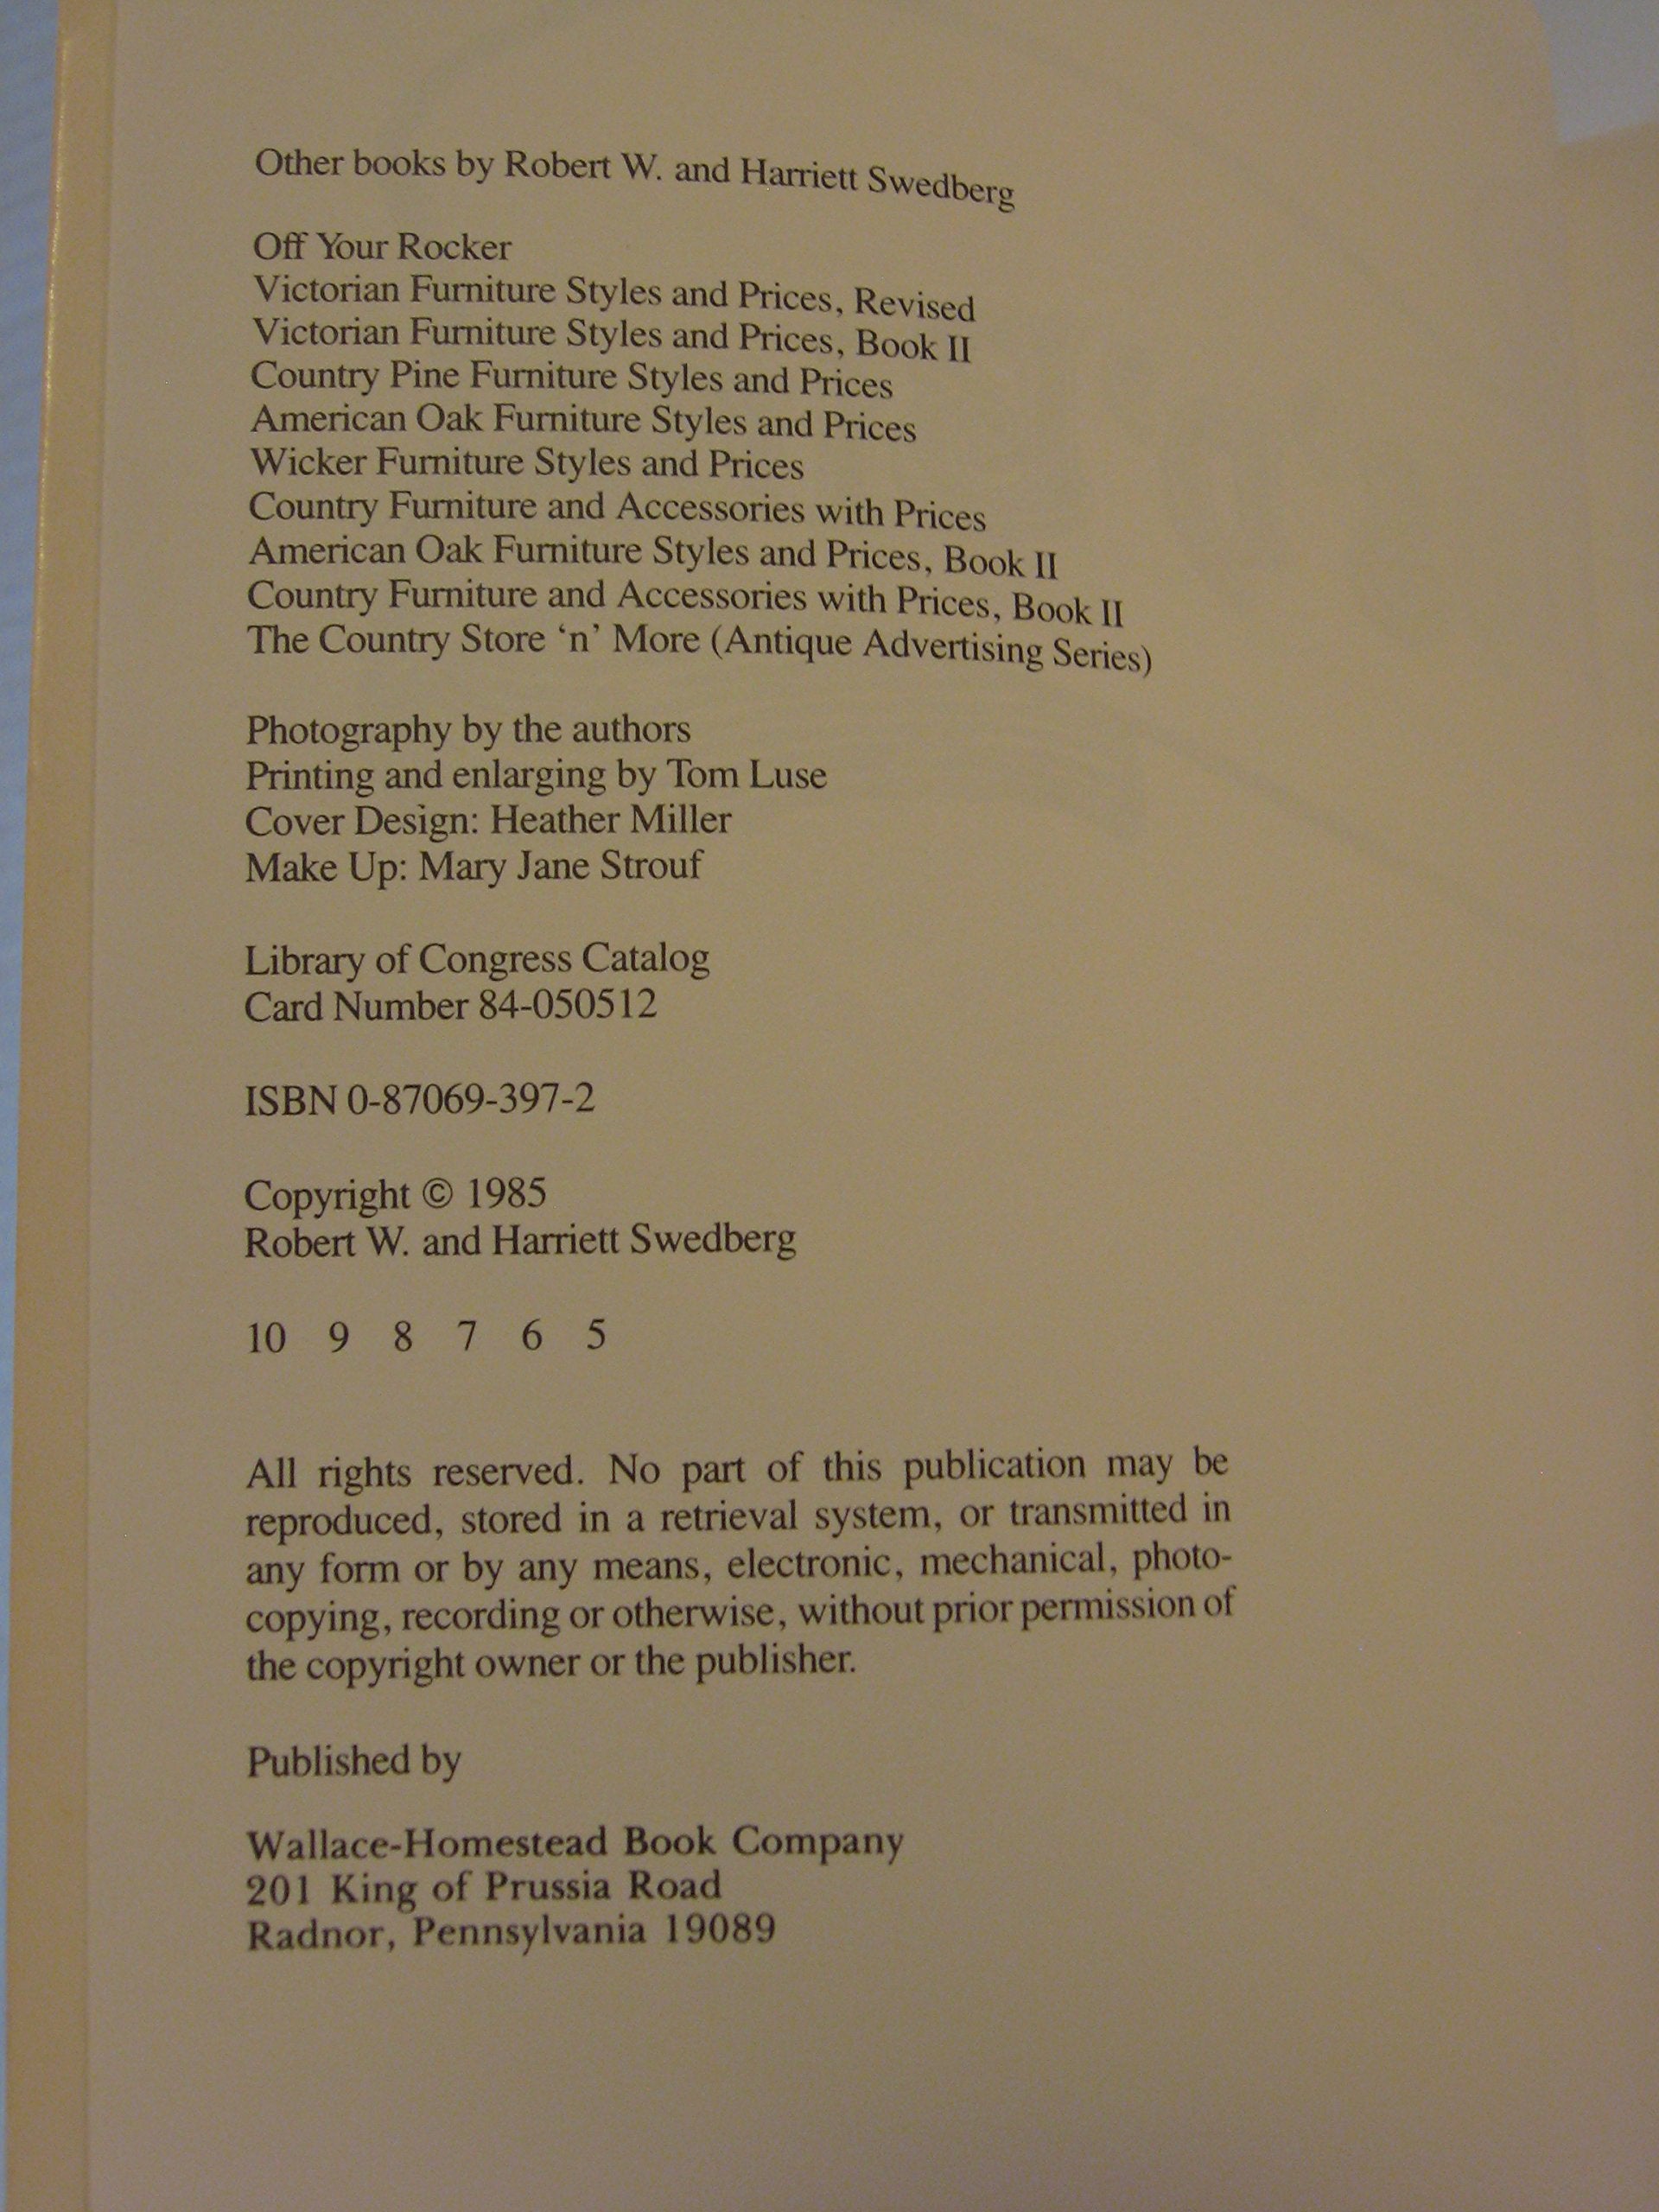 Other books by Robert W. and Harriett Swedberg
Off Your Rocker
Victorian Furniture Styles and Prices, Revised
Victorian Furniture Styles and Prices, Book II
Country Pine Furniture Styles and Prices
American Oak Furniture Styles and Prices
Wicker Furniture Styles and Prices
Country Furniture and Accessories with Prices
American Oak Furniture Styles and Prices, Book II
Country Furniture and Accessories with Prices, Book II
The Country Store ‘n’ More (Antique Advertising Series)
Photography by the authors
Printing and enlarging by Tom Luse
Cover Design: Heather Miller
Make Up: Mary Jane Strouf
Library of Congress Catalog
Card Number 84-050512
ISBN 0-87069-397-2
Copyright © 1985
Robert W. and Harriett Swedberg
10 9 8 7 6 5
All rights reserved. No part of this publication may be
reproduced, stored in a retrieval system, or transmitted in
any form or by any means, electronic, mechanical, photo-
copying, recording or otherwise, without prior permission of
the copyright owner or the publisher.
Published by
Wallace-Homestead Book Company
201 King of Prussia Road
Radnor, Pennsylvania 19089